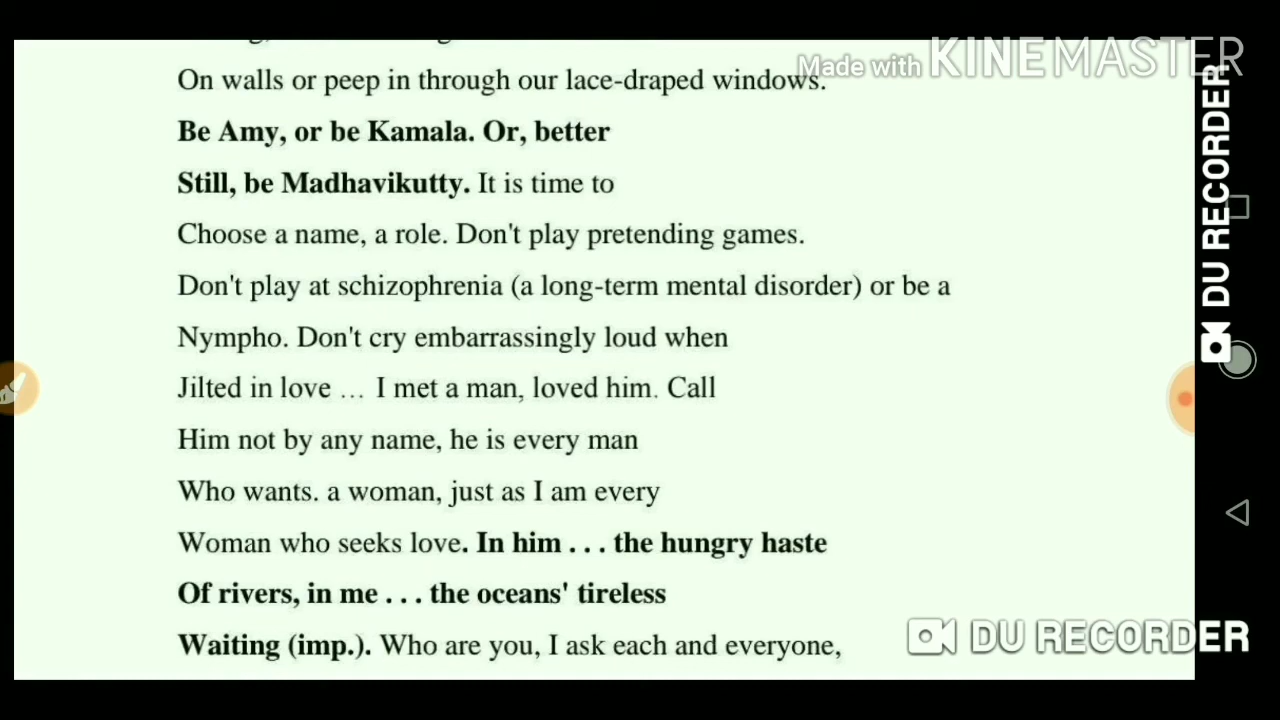 On walls or peep in through our lace-draped windows.
Be Amy, or be Kamala. Or, better
Still, be Madhavikutty. It is time to
Choose a name, a role. Don't play pretending games.
Don't play at schizophrenia (a long-term mental disorder) or be a
Nympho. Don't cry embarrassingly loud when
Jilted in love ... I met a man, loved him. Call
Him not by any name, he is every man
Who wants. a woman, just as I am every
Woman who seeks love. In him . . . the hungry haste
Of rivers, in me . . . the oceans' tireless
Waiting (imp.). Who are you, I ask each and everyone,
Made with KINEMASTER
DU RECORDER
DU RECORDER